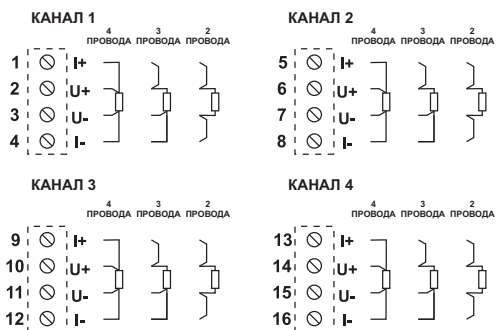 КАНАЛ 1
4 ПРОВОДА 3 ПРОВОДА 2 ПРОВОДА
1 I+
2 U+
3 U-
4 I-
КАНАЛ 2
4 ПРОВОДА 3 ПРОВОДА 2 ПРОВОДА
5 I+
6 U+
7 U-
8 I-
КАНАЛ 3
4 ПРОВОДА 3 ПРОВОДА 2 ПРОВОДА
9 I+
10 U+
11 U-
12 I-
КАНАЛ 4
4 ПРОВОДА 3 ПРОВОДА 2 ПРОВОДА
13 I+
14 U+
15 U-
16 I-